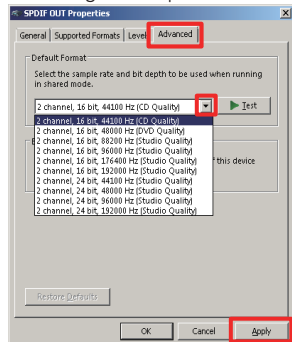 SPDIF OUT Properties
General Supported Formats Levels Advanced
Default Format
Select the sample rate and bit depth to be used when running
in shared mode.
2 channel, 16 bit, 44100 Hz (CD Quality)
Test
2 channel, 16 bit, 44100 Hz (CD Quality)
2 channel, 16 bit, 48000 Hz (DVD Quality)
2 channel, 16 bit, 88200 Hz (Studio Quality)
2 channel, 16 bit, 96000 Hz (Studio Quality)
2 channel, 16 bit, 176400 Hz (Studio Quality)
2 channel, 16 bit, 192000 Hz (Studio Quality)
2 channel, 24 bit, 44100 Hz (Studio Quality)
2 channel, 24 bit, 48000 Hz (Studio Quality)
2 channel, 24 bit, 96000 Hz (Studio Quality)
2 channel, 24 bit, 192000 Hz (Studio Quality)
this device
Restore Defaults
OK Cancel Apply